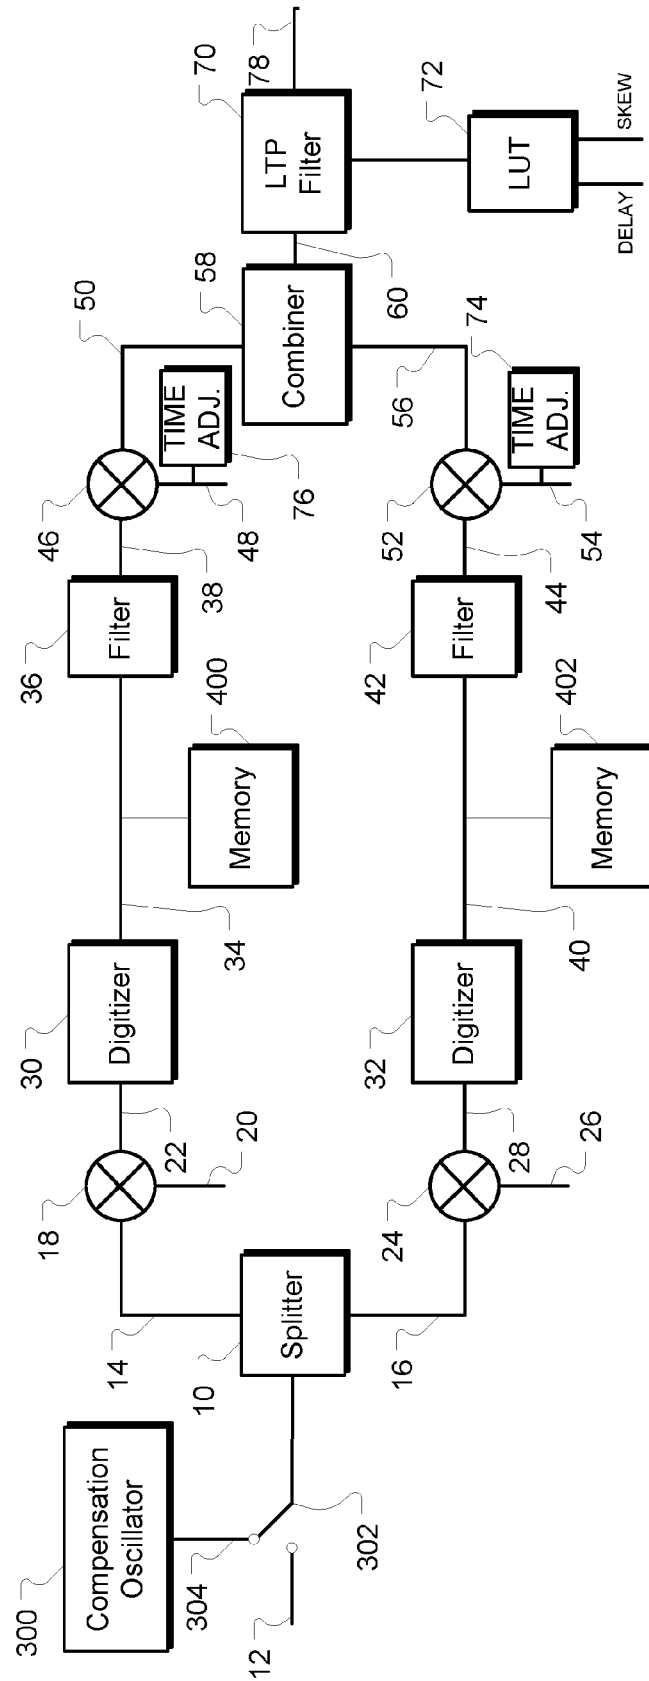 300
Compensation
Oscillator
304
302
12
14
10
Splitter
16
18
20
22
24
26
28
30
Digitizer
32
Digitizer
34
40
Memory
400
Memory
402
36
Filter
38
42
Filter
44
46
48
TIME
ADJ.
76
50
52
54
TIME
ADJ.
74
56
Combiner
58
60
LTP
Filter
70
78
LUT
72
DELAY
SKEW